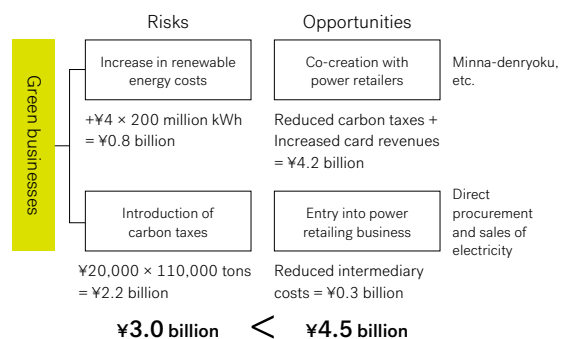 Risks
Opportunities
Green businesses
Increase in renewable
energy costs
Co-creation with
power retailers
Minna-denryoku,
etc.
+¥4 × 200 million kWh
= ¥0.8 billion
Reduced carbon taxes +
Increased card revenues
= ¥4.2 billion
Introduction of
carbon taxes
Entry into power
retailing business
Direct
procurement
and sales of
electricity
¥20,000 × 110,000 tons
= ¥2.2 billion
Reduced intermediary
costs = ¥0.3 billion
¥3.0 billion < ¥4.5 billion